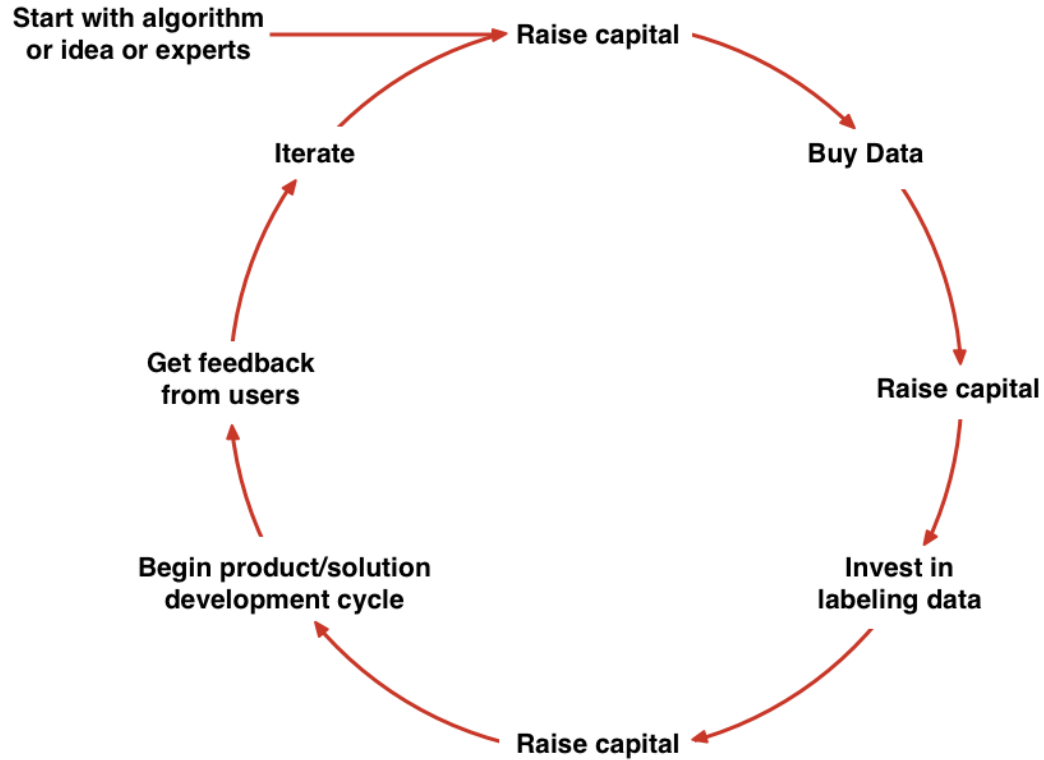 Start with algorithm
or idea or experts
Raise capital
Buy Data
Raise capital
Invest in
labeling data
Raise capital
Begin product/solution
development cycle
Get feedback
from users
Iterate